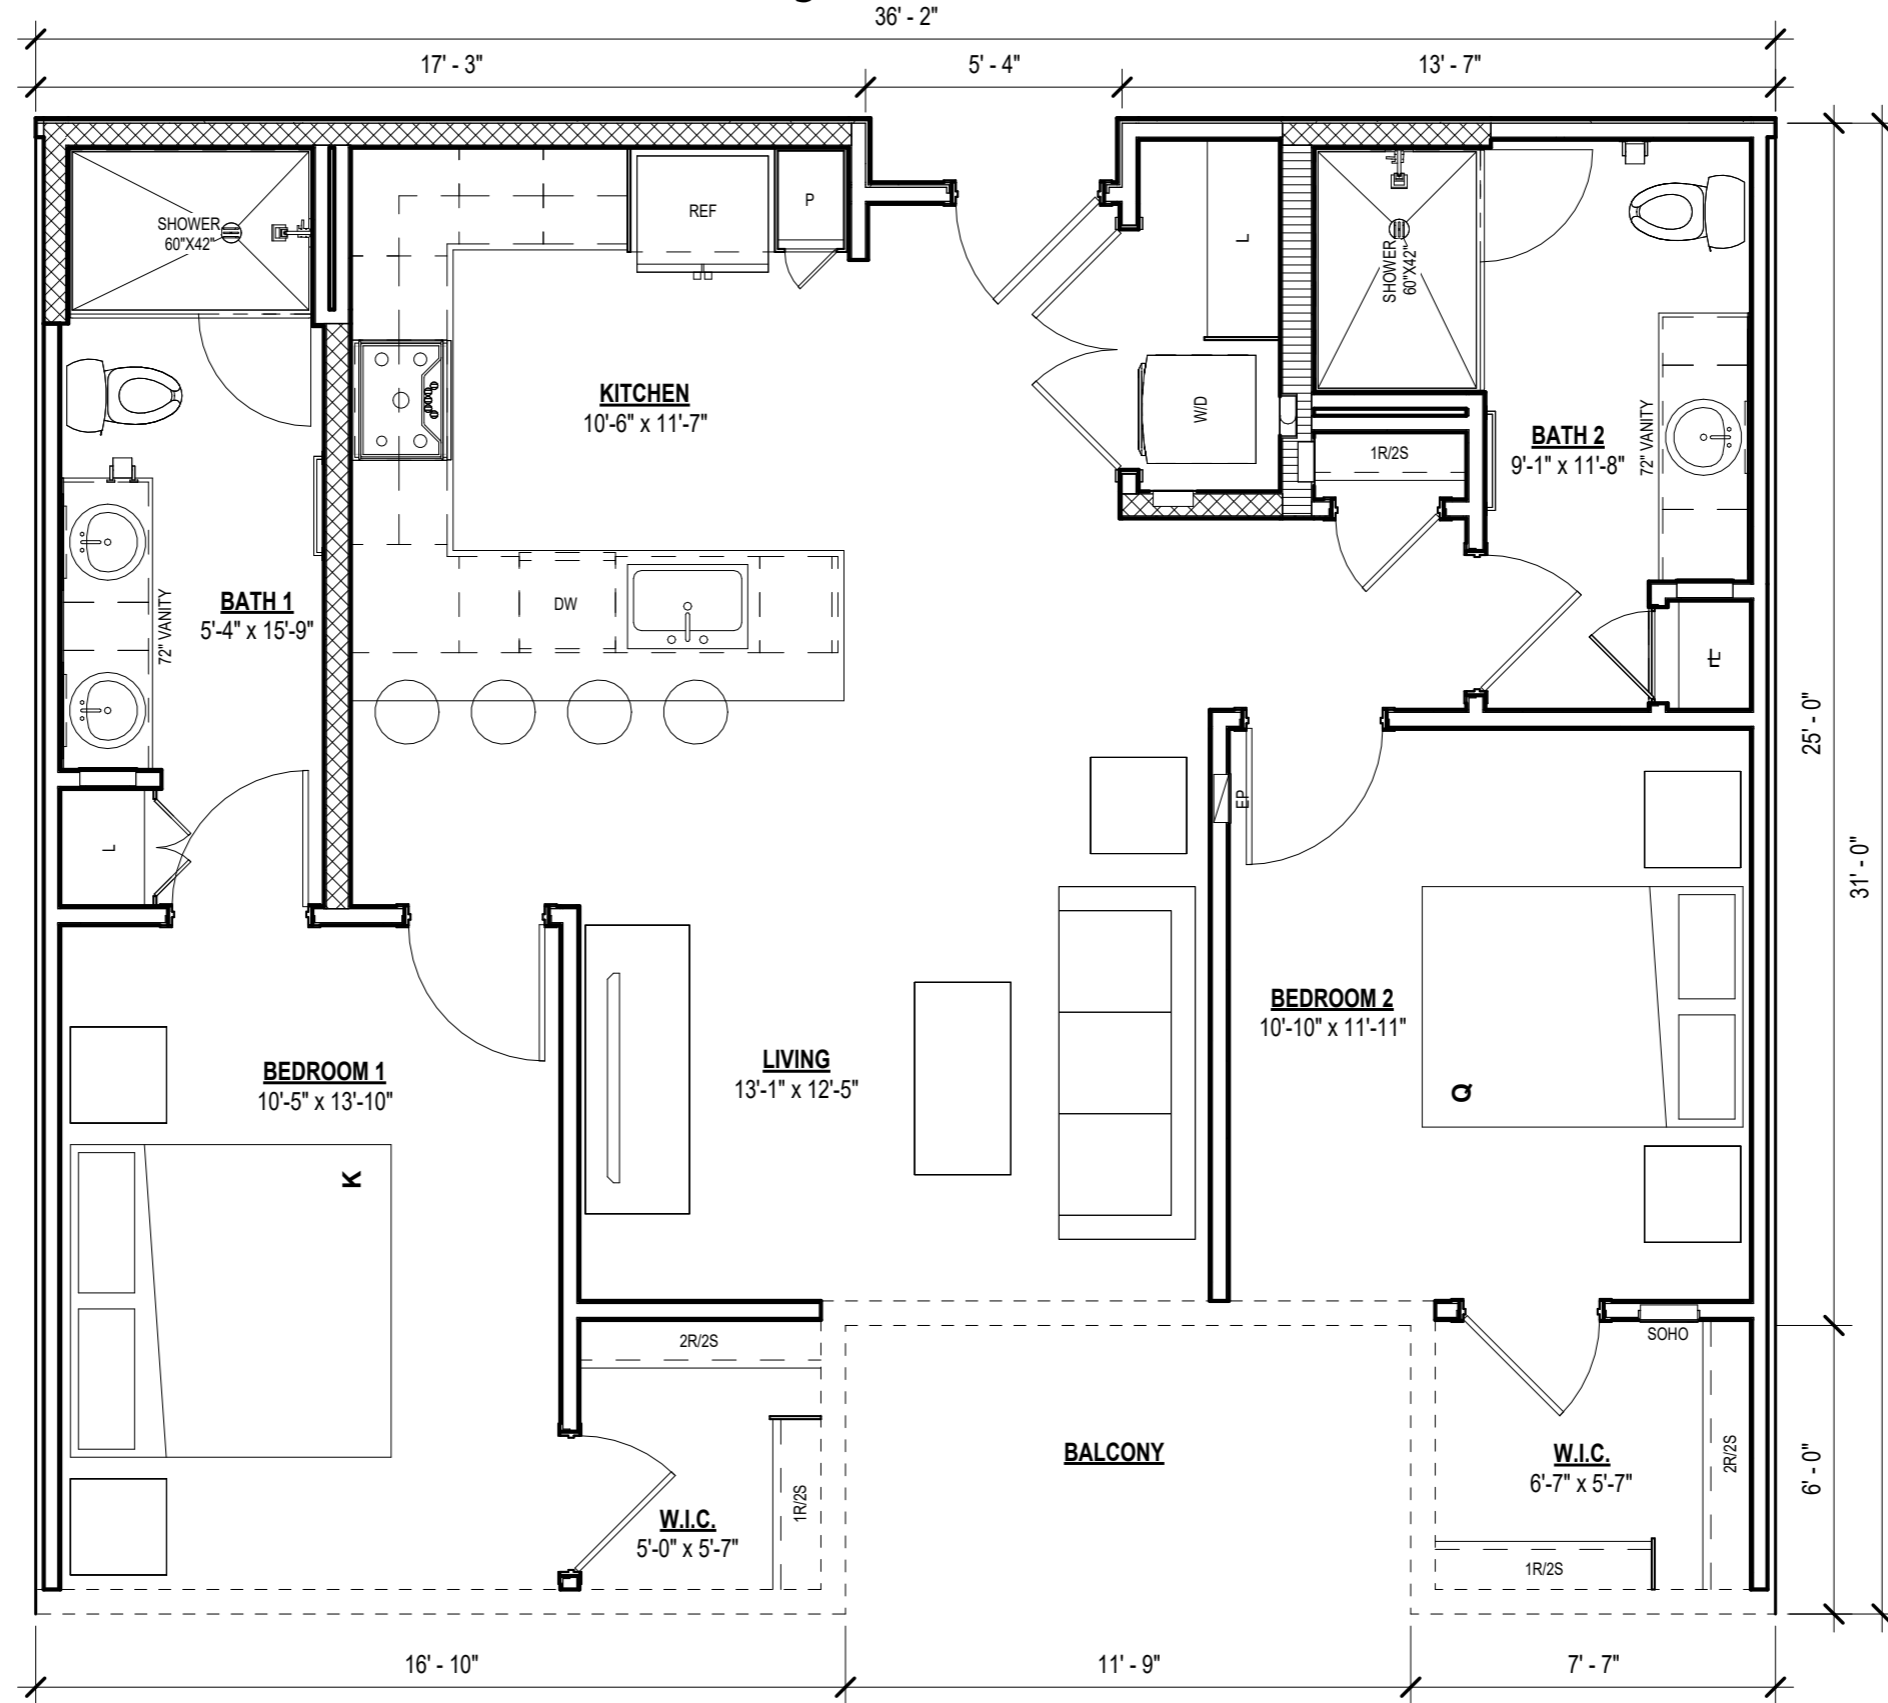 36' - 2"
17' - 3"
5' - 4"
13' - 7"
SHOWER
60"X42"
REF
P
L
SHOWER
60"X42"
KITCHEN
10'-6" x 11'-7"
W/D
1R/2S
BATH 2
9'-1" x 11'-8"
72" VANITY
BATH 1
5'-4" x 15'-9"
72" VANITY
DW
L
25' - 0"
31' - 0"
EP
L
BEDROOM 2
10'-10" x 11'-11"
Q
BEDROOM 1
10'-5" x 13'-10"
LIVING
13'-1" x 12'-5"
K
2R/2S
SOHO
BALCONY
W.I.C.
6'-7" x 5'-7"
2R/2S
6' - 0"
1R/2S
W.I.C.
5'-0" x 5'-7"
1R/2S
16' - 10"
11' - 9"
7' - 7"